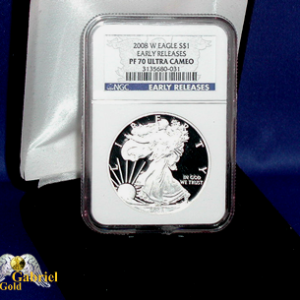 2008 W EAGLE S$1
EARLY RELEASES
PF 70 ULTRA CAMEO
3135680-031
NGC
EARLY RELEASES
LIBERTY
IN GOD
WE TRUST
Gabriel
Gold